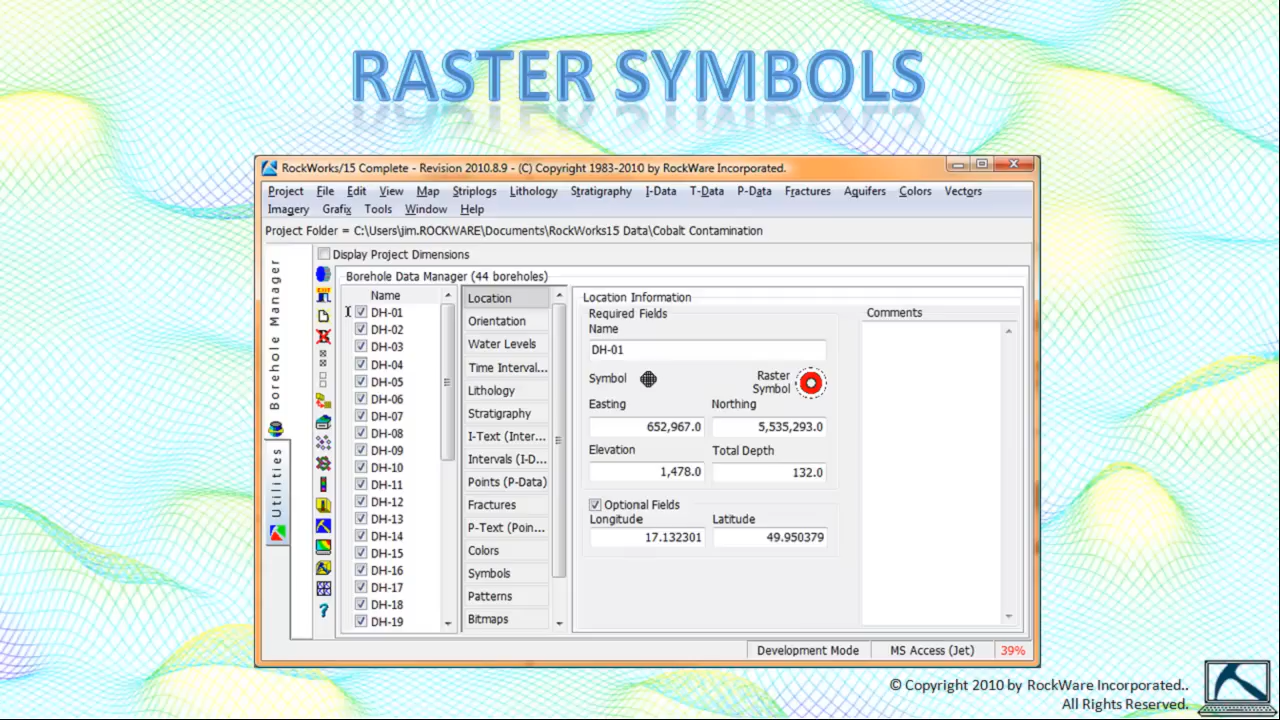 RASTER SYMBOLS
RockWorks/15 Complete - Revision 2010.8.9 - (C) Copyright 1983-2010 by RockWare Incorporated.
Project File Edit View Map Striplogs Lithology Stratigraphy I-Data T-Data P-Data Fractures Aquifers Colors Vectors
Imagery Grafix Tools Window Help
Project Folder = C:\Users\jim.ROCKWARE\Documents\RockWorks15 Data\Cobalt Contamination
Borehole Manager
Utilities
Display Project Dimensions
Borehole Data Manager (44 boreholes)
Name
DH-01
DH-02
DH-03
DH-04
DH-05
DH-06
DH-07
DH-08
DH-09
DH-10
DH-11
DH-12
DH-13
DH-14
DH-15
DH-16
DH-17
DH-18
DH-19
Location
Orientation
Water Levels
Time Interval...
Lithology
Stratigraphy
I-Text (Inter...
Intervals (I-D...
Points (P-Data)
Fractures
P-Text (Poin...
Colors
Symbols
Patterns
Bitmaps
Location Information
Required Fields
Name
DH-01
Symbol
Raster
Symbol
Easting Northing
652,967.0 5,535,293.0
Elevation Total Depth
1,478.0 132.0
Optional Fields
Longitude Latitude
17.132301 49.950379
Comments
Development Mode MS Access (Jet) 39%
© Copyright 2010 by RockWare Incorporated..
All Rights Reserved.